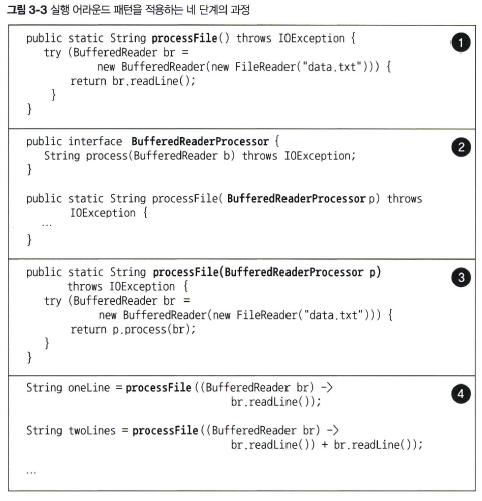 그림 3-3 실행 어라운드 패턴을 적용하는 네 단계의 과정
public static String processFile() throws IOException {
try (BufferedReader br =
new BufferedReader(new FileReader("data.txt"))) {
return br.readLine();
}
}
1
public interface BufferedReaderProcessor {
String process(BufferedReader b) throws IOException;
}
2
public static String processFile( BufferedReaderProcessor p) throws
IOException {
...
}
public static String processFile(BufferedReaderProcessor p)
throws IOException {
try (BufferedReader br =
new BufferedReader(new FileReader("data.txt"))) {
return p.process(br);
}
}
3
String oneLine = processFile ((BufferedReader br) ->
br.readLine());
4
String twoLines = processFile((BufferedReader br) ->
br.readLine()) + br.readLine());
...